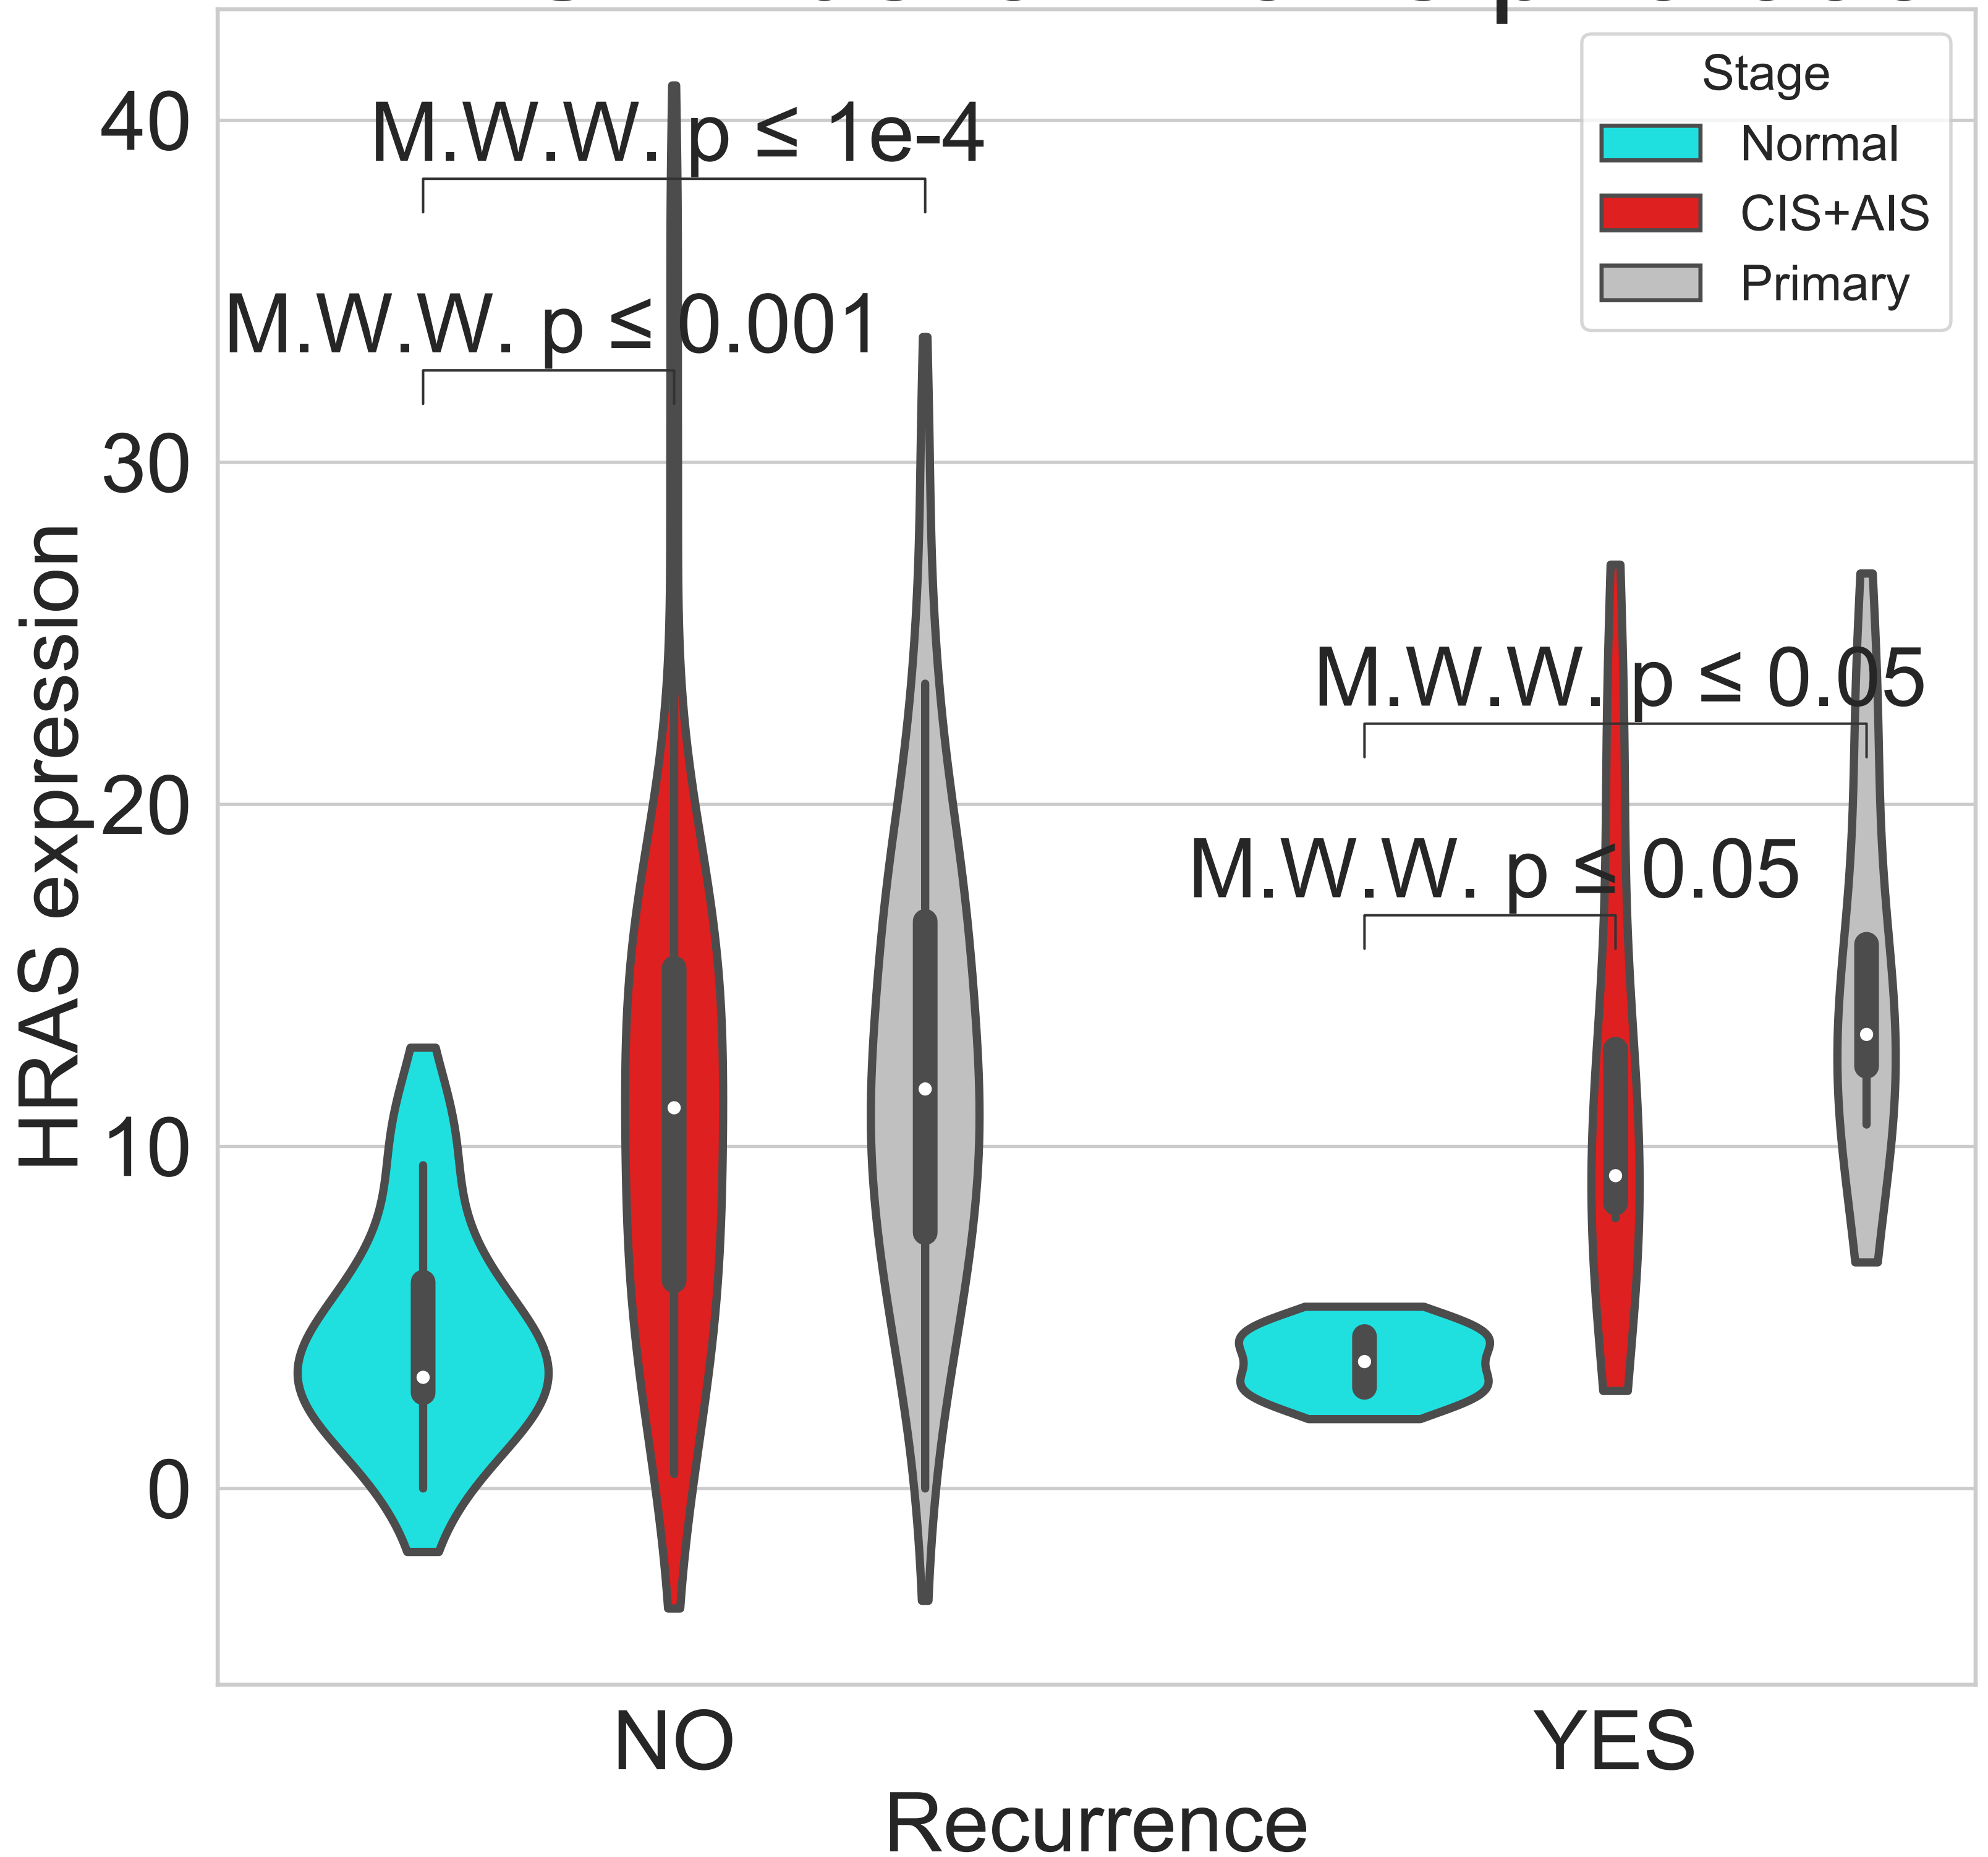 Stage
Normal
CIS+AIS
Primary
M.W.W. p ≤ 1e-4
M.W.W. p ≤ 0.001
M.W.W. p ≤ 0.05
M.W.W. p ≤ 0.05
40
30
20
10
0
HRAS expression
NO
YES
Recurrence